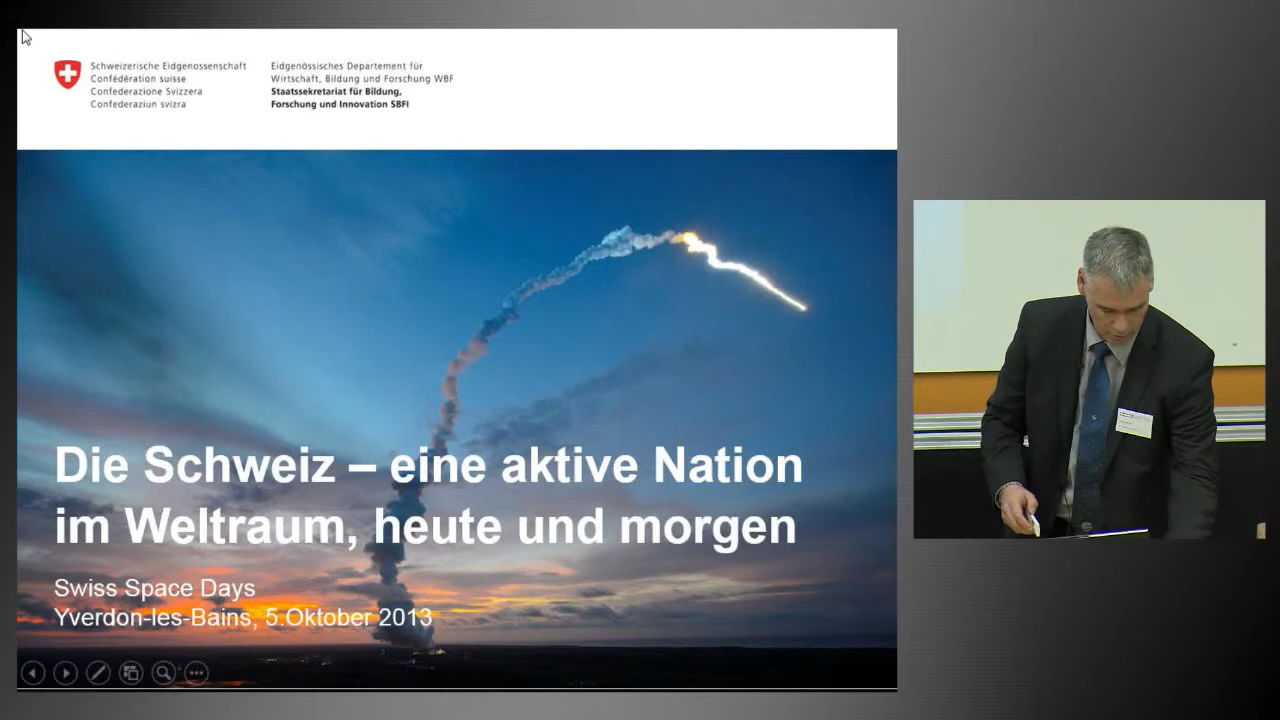 Schweizerische Eidgenossenschaft
Confédération suisse
Confederazione Svizzera
Confederaziun svizra
Eidgenössisches Departement für
Wirtschaft, Bildung und Forschung WBF
Staatssekretariat für Bildung,
Forschung und Innovation SBFI
Die Schweiz – eine aktive Nation
im Weltraum, heute und morgen
Swiss Space Days
Yverdon-les-Bains, 5.Oktober 2013